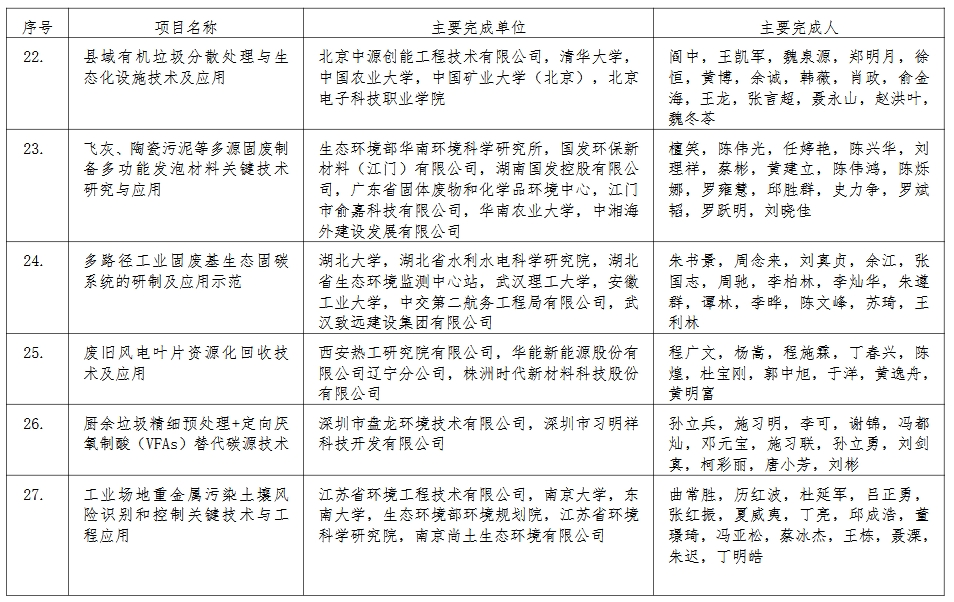 序号 项目名称 主要完成单位 主要完成人
22. 县域有机垃圾分散处理与生
态化设施技术及应用
北京中源创能工程技术有限公司，清华大学，
中国农业大学，中国矿业大学（北京），北京
电子科技职业学院
阎中，王凯军，魏泉源，郑明月，徐
恒，黄博，余诚，韩薇，肖政，俞金
海，王龙，张言超，聂永山，赵洪叶，
魏冬苓
23. 飞灰、陶瓷污泥等多源固废制
备多功能发泡材料关键技术
研究与应用
生态环境部华南环境科学研究所，国发环保新
材料（江门）有限公司，湖南国发控股有限公司，
广东省固体废物和化学品环境中心，江门
市俞嘉科技有限公司，华南农业大学，中湘海
外建设发展有限公司
檀笑，陈伟光，任婷艳，陈兴华，刘
理祥，蔡彬，黄建立，陈伟鸿，陈烁
娜，罗雍慧，邱胜群，史力争，罗斌
韬，罗跃明，刘晓佳
24. 多路径工业固废基生态固碳
系统的研制及应用示范
湖北大学，湖北省水利水电科学研究院，湖北
省生态环境监测中心站，武汉理工大学，安徽
工业大学，中交第二航务工程局有限公司，武
汉致远建设集团有限公司
朱书景，周念来，刘真贞，余江，张
国志，周驰，李柏林，李灿华，朱遵
群，谭林，李晔，陈文峰，苏琦，王
利林
25. 废旧风电叶片资源化回收技
术及应用
西安热工研究院有限公司，华能新能源股份有
限公司辽宁分公司，株洲时代新材料科技股份
有限公司
程广文，杨嵩，程施霖，丁春兴，陈
煌，杜宝刚，郭中旭，于洋，黄逸舟，
黄明富
26. 厨余垃圾精细预处理+定向厌
氧制酸（VFAs）替代碳源技术
深圳市盘龙环境技术有限公司，深圳市习明祥
科技开发有限公司
孙立兵，施习明，李可，谢锦，冯都
灿，邓元宝，施习联，孙立勇，刘剑
真，柯彩丽，唐小芳，刘彬
27. 工业场地重金属污染土壤风
险识别和控制关键技术与工
程应用
江苏省环境工程技术有限公司，南京大学，东
南大学，生态环境部环境规划院，江苏省环境
科学研究院，南京尚土生态环境有限公司
曲常胜，历红波，杜延军，吕正勇，
张红振，夏威夷，丁亮，邱成浩，董
璟琦，冯亚松，蔡冰杰，王栋，聂溧，
朱迟，丁明皓